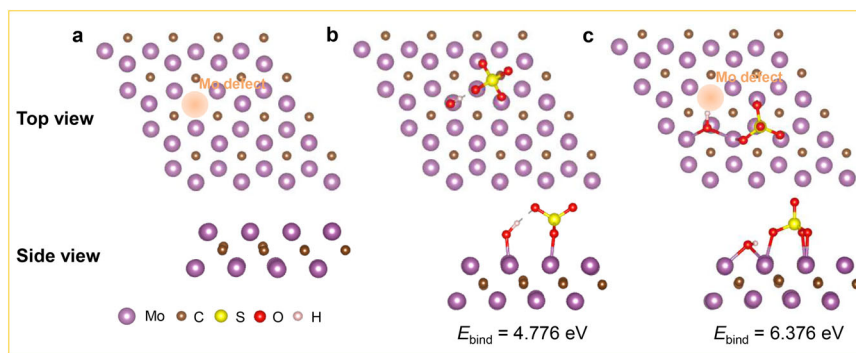 a
b
c
Mo defect
Mo defect
Top view
Side view
Mo C S O H
E_bind = 4.776 eV
E_bind = 6.376 eV